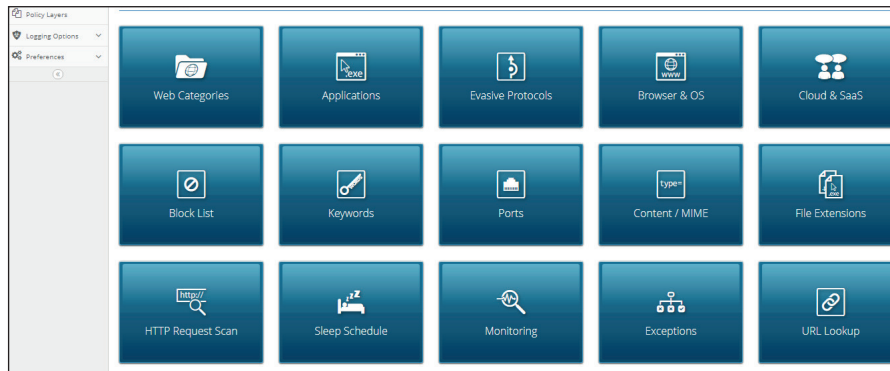 Policy Layers
Logging Options
Preferences
Web Categories
.exe
Applications
Evasive Protocols
www
Browser & OS
Cloud & SaaS
Block List
Keywords
Ports
type=
Content / MIME
.exe
File Extensions
http://
HTTP Request Scan
zzZ
Sleep Schedule
Monitoring
Exceptions
URL Lookup